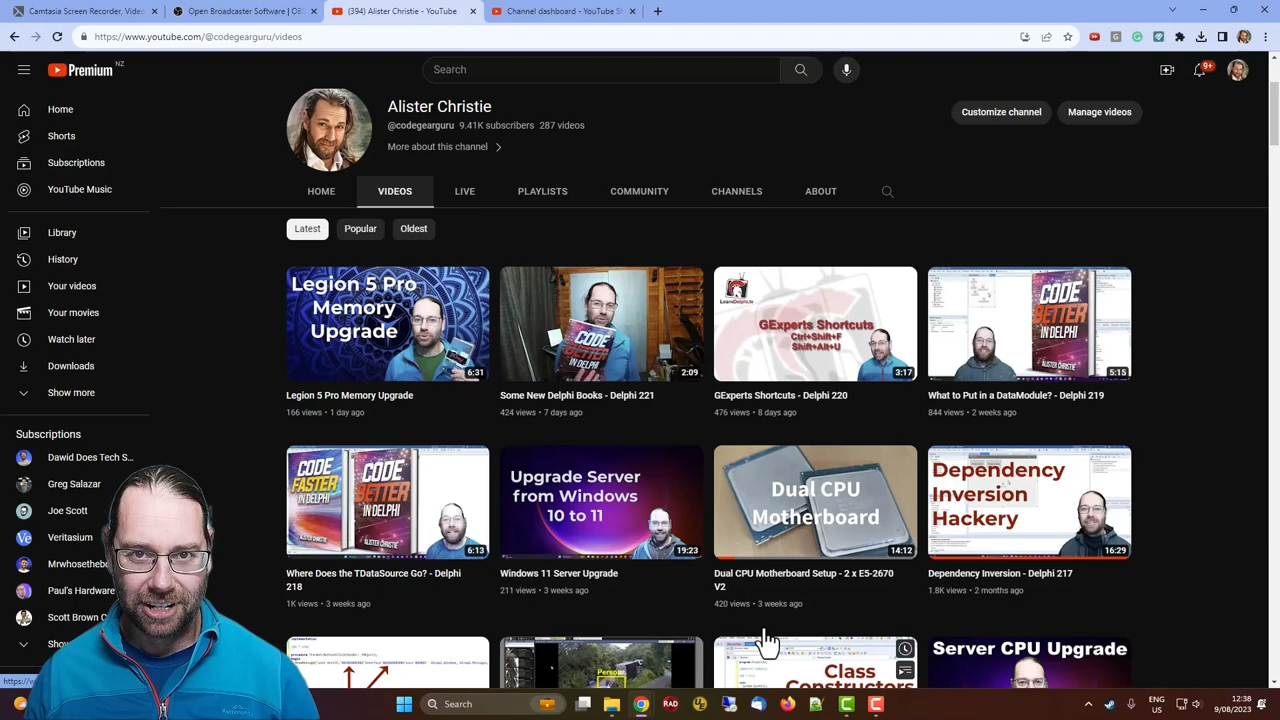 Camtasia Screen Recorder, Video
Open Broadcaster Software - W
(394) Alister Christie - YouTube
Channel dashboard - YouTube S
https://www.youtube.com/@codegearguru/videos
Premium NZ
Search
9+
Home
Shorts
Subscriptions
YouTube Music
Library
History
Your videos
Your movies
Watch later
Downloads
Show more
Subscriptions
Dawid Does Tech S...
Greg Salazar
Joe Scott
Veritasium
Paul's Hardware
Alister Christie
@codegearguru 9.41K subscribers 287 videos
More about this channel
Customize channel
Manage videos
HOME VIDEOS LIVE PLAYLISTS COMMUNITY CHANNELS ABOUT
Latest Popular Oldest
Legion 5 Pro
Memory
Upgrade
6:31
Legion 5 Pro Memory Upgrade
166 views • 1 day ago
CODE
BETTER
IN DELPHI
2:09
Some New Delphi Books - Delphi 221
424 views • 7 days ago
LearnDelphi.tv
GExperts Shortcuts
Ctrl+Shift+F
Shift+Alt+U
3:17
GExperts Shortcuts - Delphi 220
476 views • 8 days ago
CODE
BETTER
IN DELPHI
ALISTER CHRISTIE
5:15
What to Put in a DataModule? - Delphi 219
844 views • 2 weeks ago
CODE
FASTER
IN DELPHI
CODE
BETTER
IN DELPHI
ALISTER CHRISTIE
6:13
Where Does the TDataSource Go? - Delphi
218
1K views • 3 weeks ago
Upgrade Server
from Windows
10 to 11
19:23
Windows 11 Server Upgrade
211 views • 3 weeks ago
Dual CPU
Motherboard
14:12
Dual CPU Motherboard Setup - 2 x E5-2670
V2
420 views • 3 weeks ago
Dependency
Inversion
Hackery
16:29
Dependency Inversion - Delphi 217
1.8K views • 2 months ago
Class
Constructors
Server CPU Upgrade
Search
ENG
US
12:38
9/08/2023